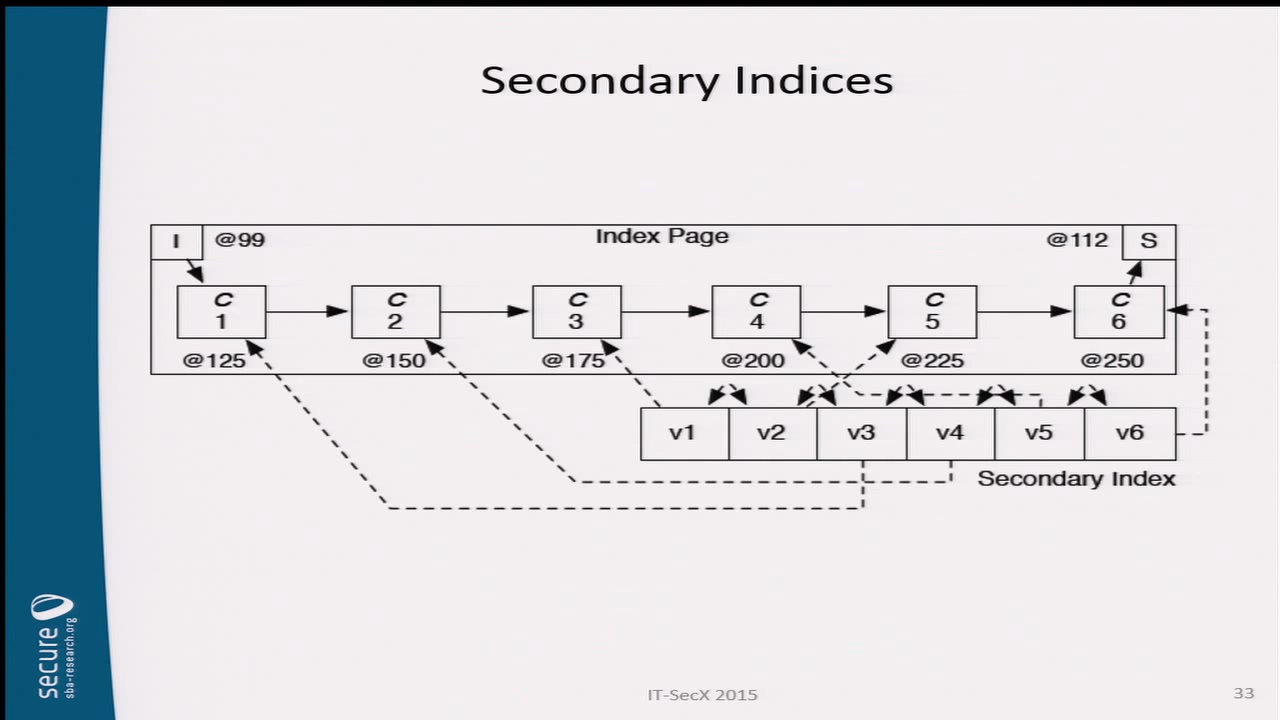 Secondary Indices
I @99 Index Page @112 S
C C C C C C
1 2 3 4 5 6
@125 @150 @175 @200 @225 @250
v1 v2 v3 v4 v5 v6
Secondary Index
secure
sba-research.org
IT-SecX 2015
33